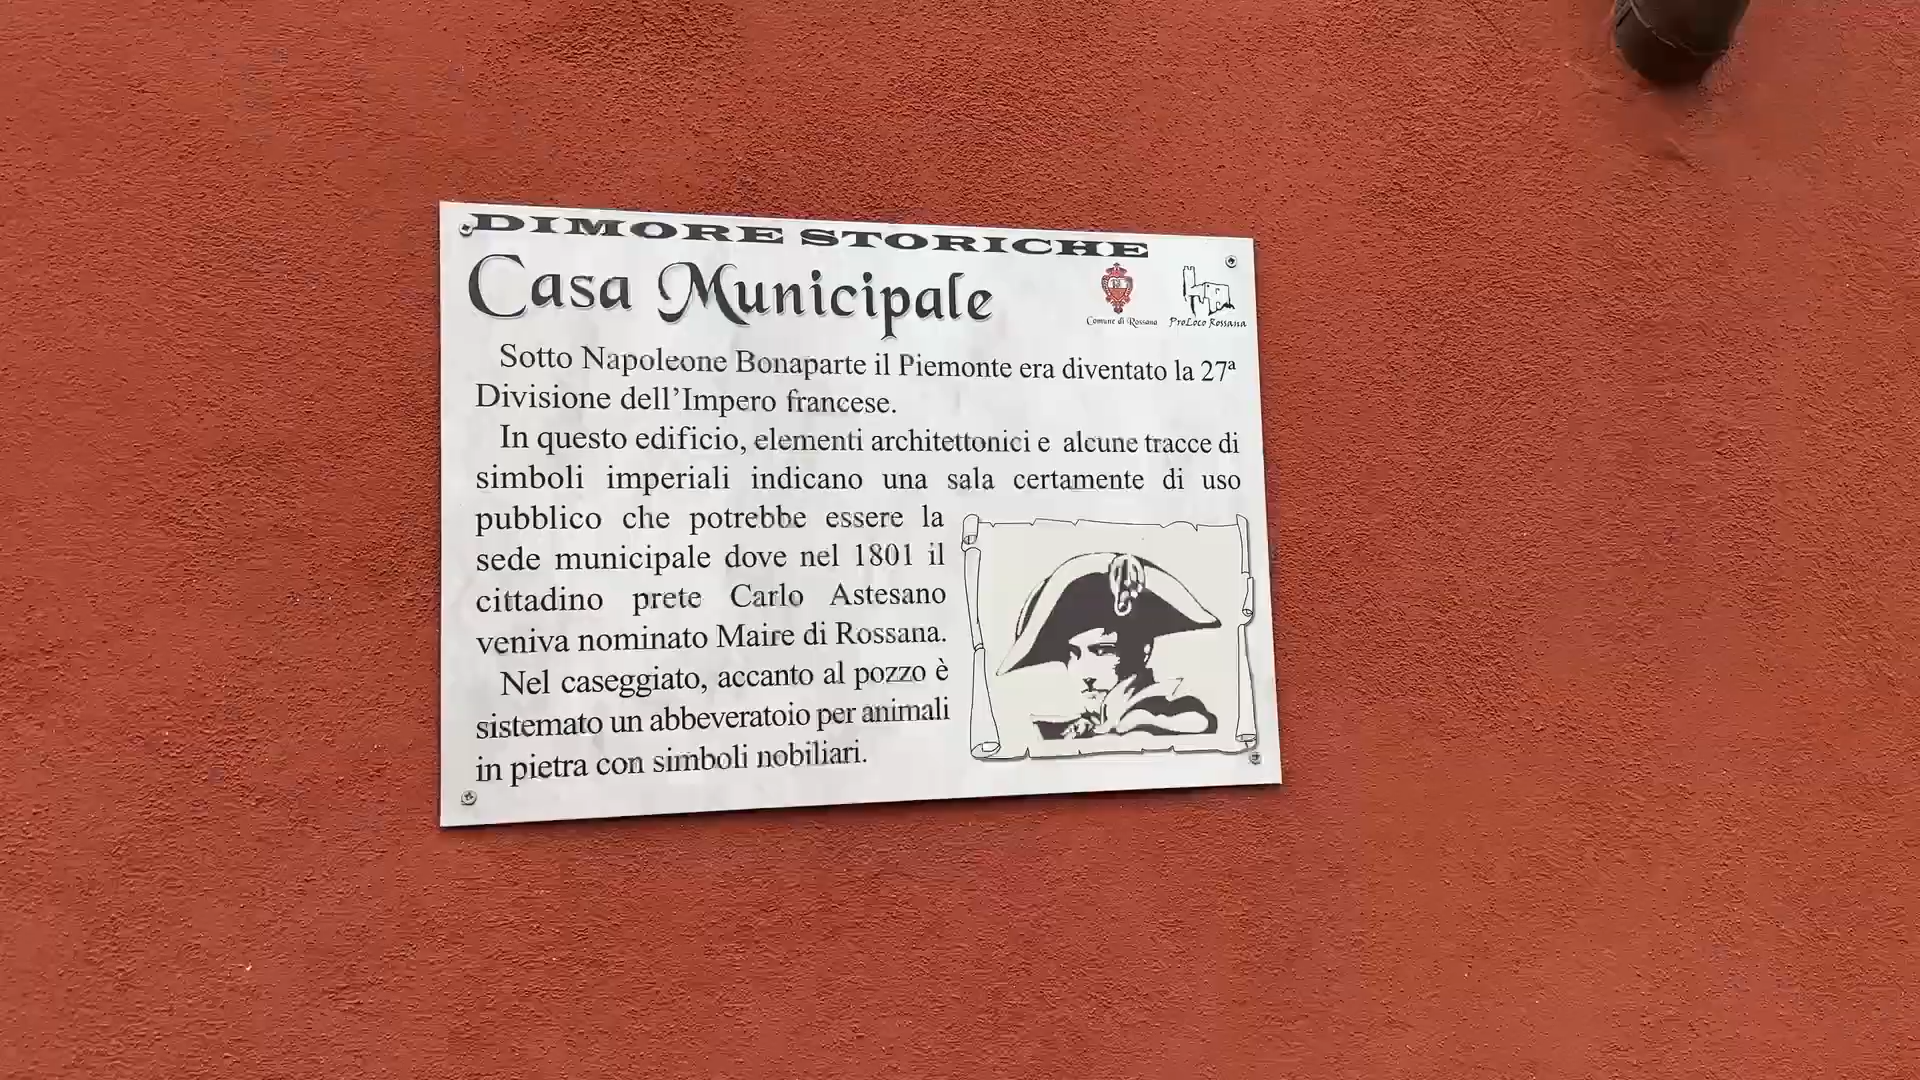 DIMORE STORICHE
Casa Municipale
Comune di Rossana
ProLoco Rossana
Sotto Napoleone Bonaparte il Piemonte era diventato la 27ª
Divisione dell'Impero francese.
In questo edificio, elementi architettonici e alcune tracce di
simboli imperiali indicano una sala certamente di uso
pubblico che potrebbe essere la
sede municipale dove nel 1801 il
cittadino prete Carlo Astesano
veniva nominato Maire di Rossana.
Nel caseggiato, accanto al pozzo è
sistemato un abbeveratoio per animali
in pietra con simboli nobiliari.